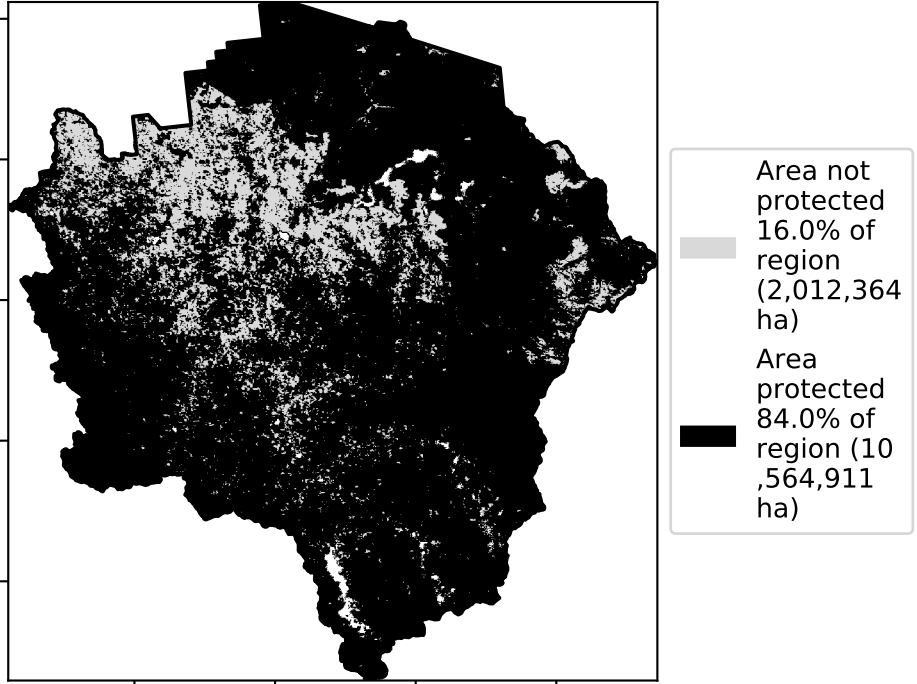 Area not
protected
16.0% of
region
(2,012,364
ha)
Area
protected
84.0% of
region (10
,564,911
ha)